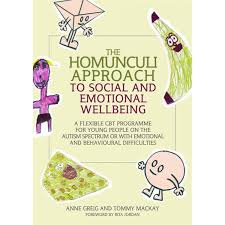 THE
HOMUNCULI
APPROACH
TO SOCIAL AND
EMOTIONAL
WELLBEING
A FLEXIBLE CBT PROGRAMME
FOR YOUNG PEOPLE ON THE
AUTISM SPECTRUM OR WITH EMOTIONAL
AND BEHAVIOURAL DIFFICULTIES
ANNE GREIG AND TOMMY MACKAY
FOREWORD BY RITA JORDAN